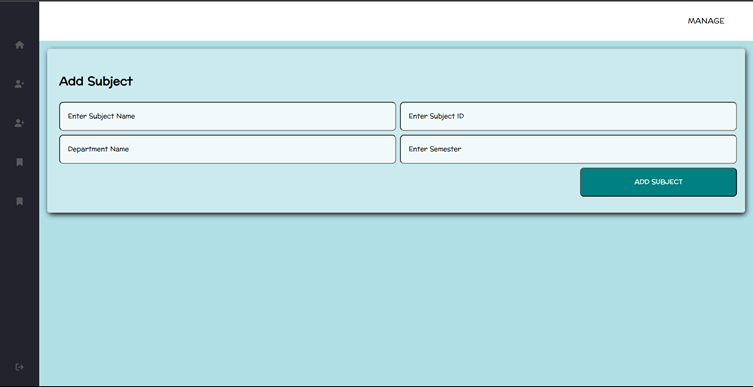 MANAGE
Add Subject
Enter Subject Name
Enter Subject ID
Department Name
Enter Semester
ADD SUBJECT